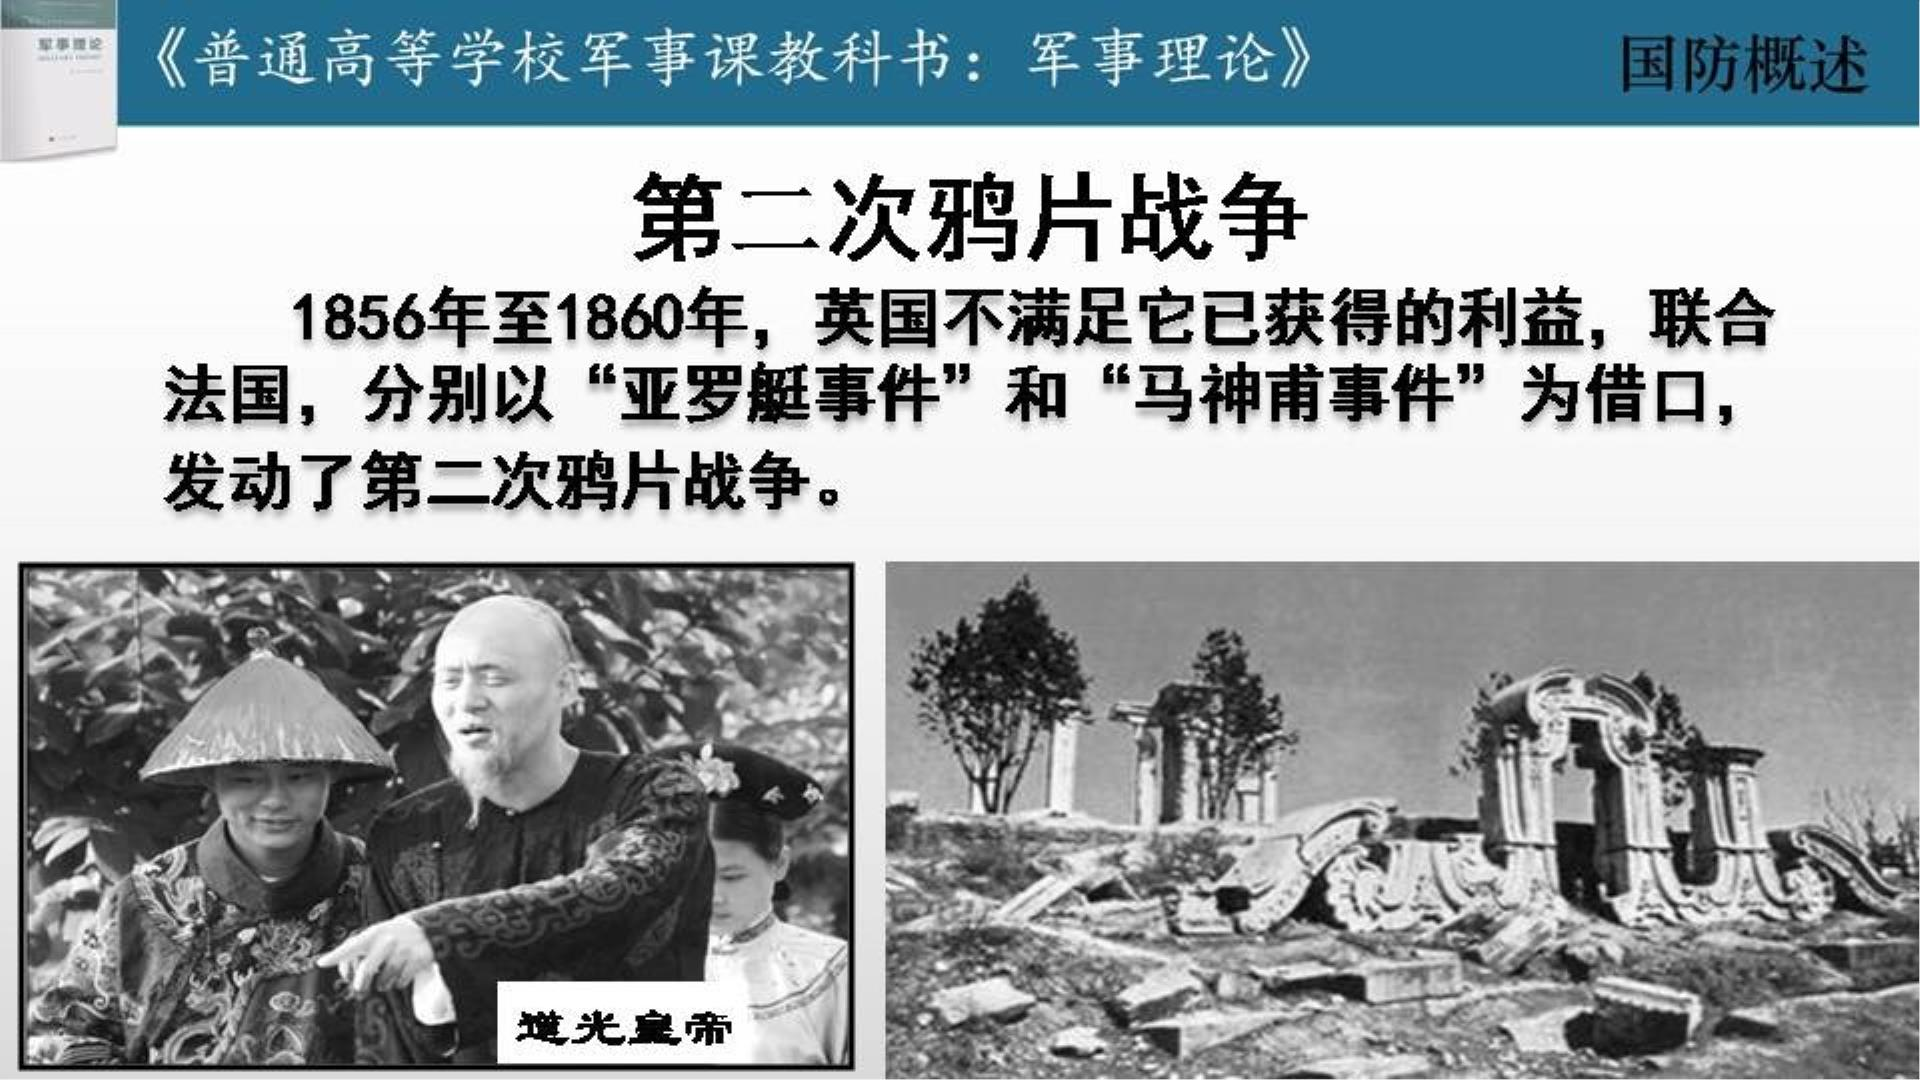 军事理论
《普通高等学校军事课教科书：军事理论》
国防概述
第二次鸦片战争
1856年至1860年，英国不满足它已获得的利益，联合
法国，分别以“亚罗艇事件”和“马神甫事件”为借口，
发动了第二次鸦片战争。
道光皇帝